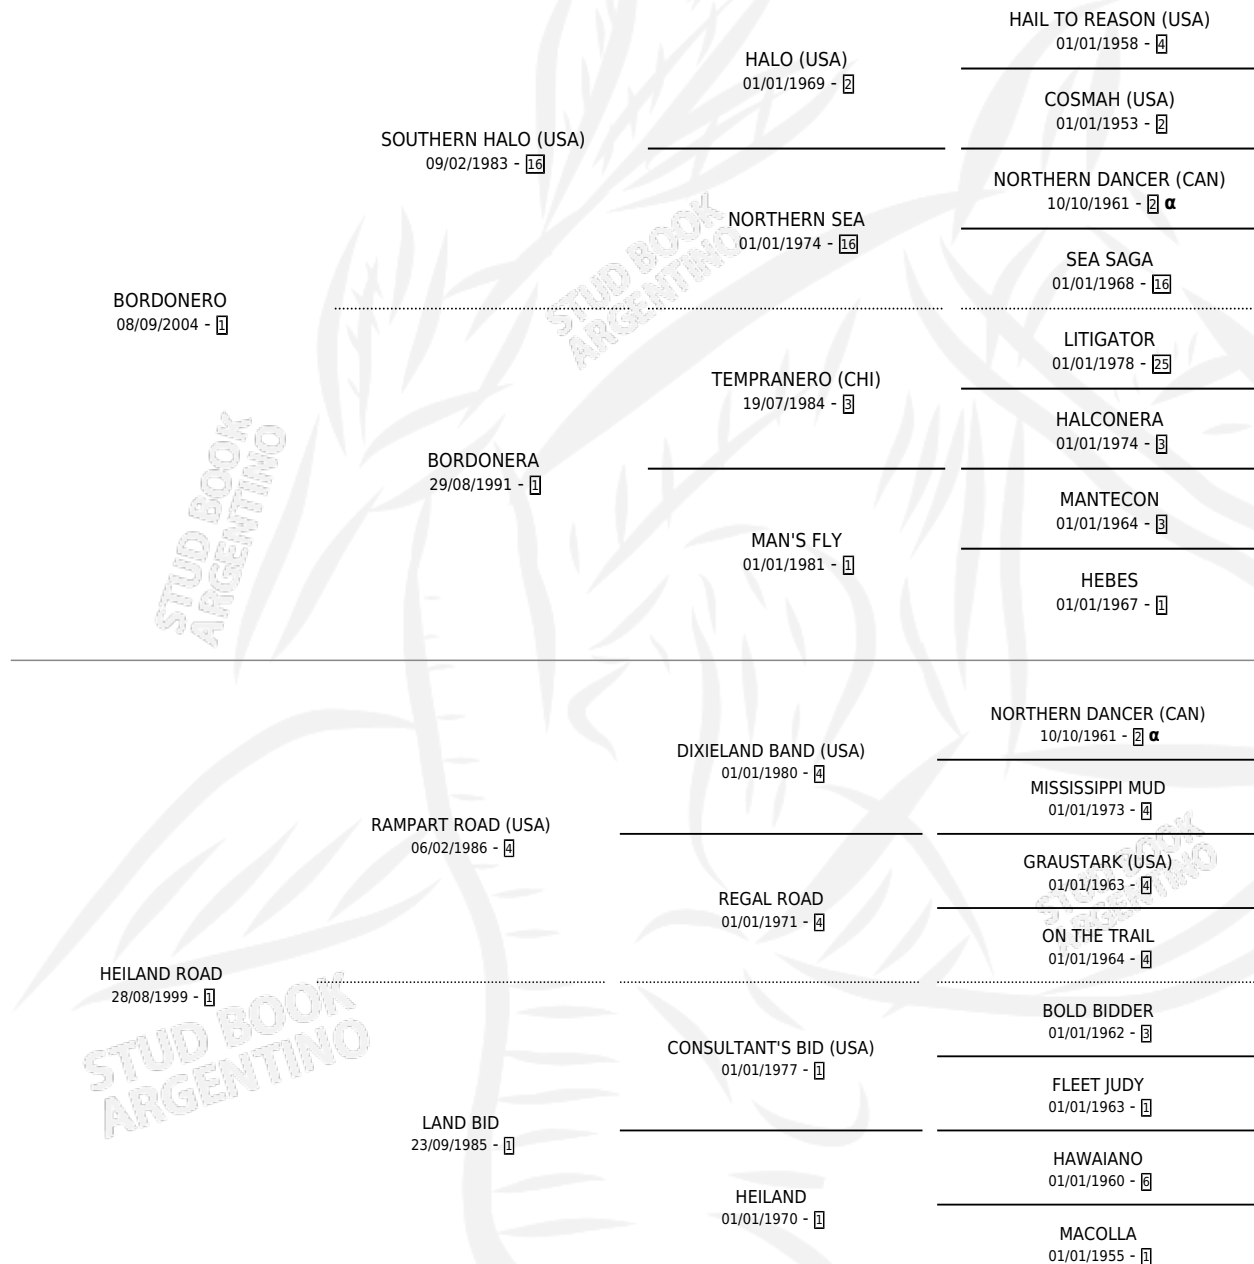 HAIL TO REASON (USA)
01/01/1958 - 4
HALO (USA)
01/01/1969 - 2
COSMAH (USA)
01/01/1953 - 2
SOUTHERN HALO (USA)
09/02/1983 - 16
NORTHERN DANCER (CAN)
10/10/1961 - 2 α
NORTHERN SEA
01/01/1974 - 16
STUD BOOK
ARGENTINO
SEA SAGA
01/01/1968 - 16
BORDONERO
08/09/2004 - 1
LITIGATOR
01/01/1978 - 25
TEMPRANERO (CHI)
19/07/1984 - 3
HALCONERA
01/01/1974 - 3
BORDONERA
29/08/1991 - 1
STUD BOOK
ARGENTINO
MANTECON
01/01/1964 - 3
MAN'S FLY
01/01/1981 - 1
HEBES
01/01/1967 - 1
NORTHERN DANCER (CAN)
10/10/1961 - 2 α
DIXIELAND BAND (USA)
01/01/1980 - 4
MISSISSIPPI MUD
01/01/1973 - 4
RAMPART ROAD (USA)
06/02/1986 - 4
GRAUSTARK (USA)
01/01/1963 - 4
STUD BOOK
ARGENTINO
REGAL ROAD
01/01/1971 - 4
ON THE TRAIL
01/01/1964 - 4
HEILAND ROAD
28/08/1999 - 1
STUD BOOK
ARGENTINO
BOLD BIDDER
01/01/1962 - 3
CONSULTANT'S BID (USA)
01/01/1977 - 1
FLEET JUDY
01/01/1963 - 1
LAND BID
23/09/1985 - 1
HAWAIANO
01/01/1960 - 6
HEILAND
01/01/1970 - 1
MACOLLA
01/01/1955 - 1